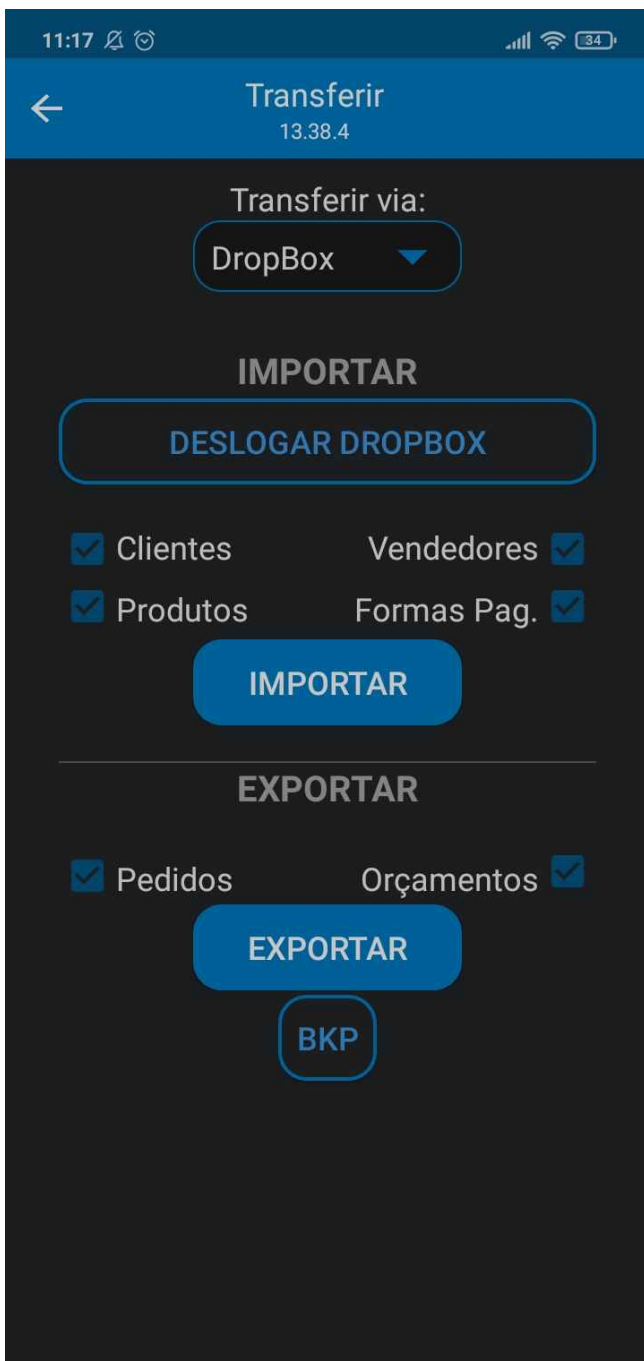 11:17 34
Transferir
13.38.4
Transferir via:
DropBox
IMPORTAR
DESLOGAR DROPBOX
Clientes Vendedores
Produtos Formas Pag.
IMPORTAR
EXPORTAR
Pedidos Orçamentos
EXPORTAR
BKP